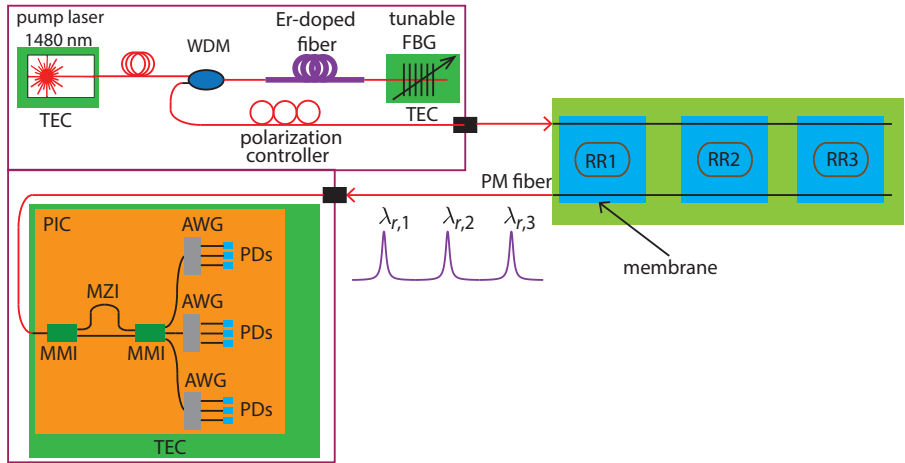 pump laser
1480 nm
TEC
WDM
Er-doped
fiber
tunable
FBG
TEC
polarization
controller
RR1
RR2
RR3
PM fiber
membrane
λr,1
λr,2
λr,3
PIC
MZI
MMI
MMI
AWG
PDs
AWG
PDs
AWG
PDs
TEC